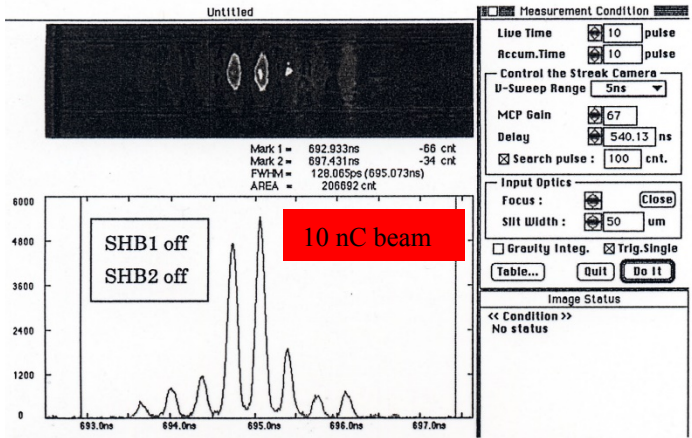 Untitled
Mark 1 = 692.933ns -66 cnt
Mark 2 = 697.431ns -34 cnt
FWHM= 128.065ps (695.073ns)
AREA = 206692 cnt
6000
4800
3600
2400
1200
0
SHB1 off
SHB2 off
10 nC beam
693.0ns 694.0ns 695.0ns 696.0ns 697.0ns
Measurement Condition
Live Time 10 pulse
Accum.Time 10 pulse
Control the Streak Camera
V-Sweep Range 5ns
MCP Gain 67
Delay 540.13 ns
Search pulse : 100 cnt.
Input Optics
Focus : Close
Slit Width : 50 um
Gravity Integ. Trig.Single
Table... Quit Do It
Image Status
<< Condition >>
No status